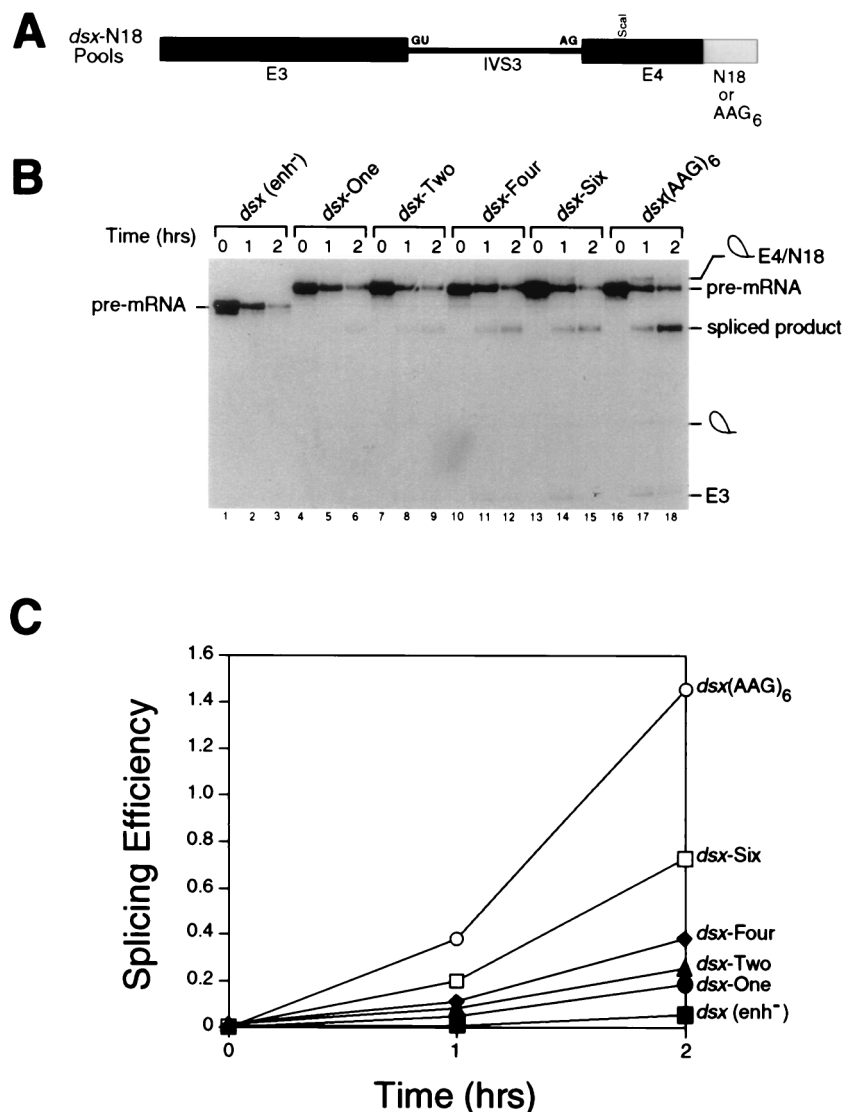 A
dsx-N18
Pools
GU
AG
ScaI
E3
IVS3
E4
N18
or
AAG6
B
dsx (enh-)
dsx-One
dsx-Two
dsx-Four
dsx-Six
dsx(AAG)6
Time (hrs)
0 1 2 0 1 2 0 1 2 0 1 2 0 1 2 0 1 2
E4/N18
pre-mRNA
pre-mRNA
spliced product
E3
1 2 3 4 5 6 7 8 9 10 11 12 13 14 15 16 17 18
C
Splicing Efficiency
1.6
1.4
1.2
1.0
0.8
0.6
0.4
0.2
0
dsx(AAG)6
dsx-Six
dsx-Four
dsx-Two
dsx-One
dsx (enh-)
0 1 2
Time (hrs)